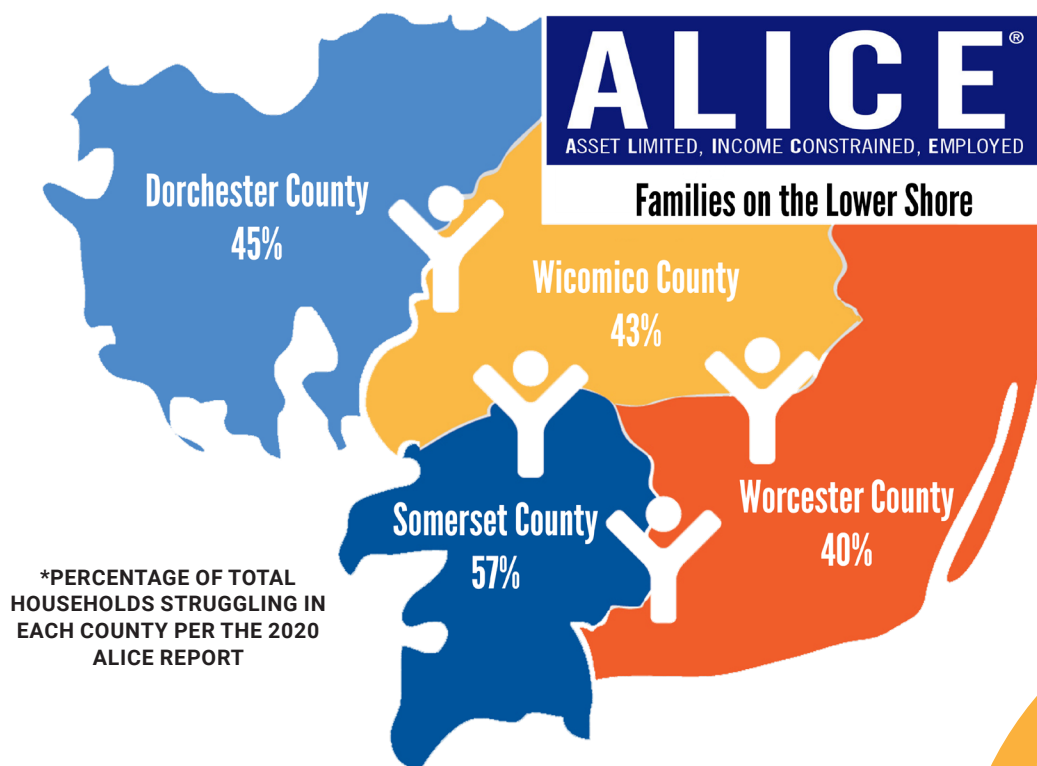 ALICE®
ASSET LIMITED, INCOME CONSTRAINED, EMPLOYED
Families on the Lower Shore
Dorchester County
45%
Wicomico County
43%
Somerset County
57%
Worcester County
40%
*PERCENTAGE OF TOTAL
HOUSEHOLDS STRUGGLING IN
EACH COUNTY PER THE 2020
ALICE REPORT